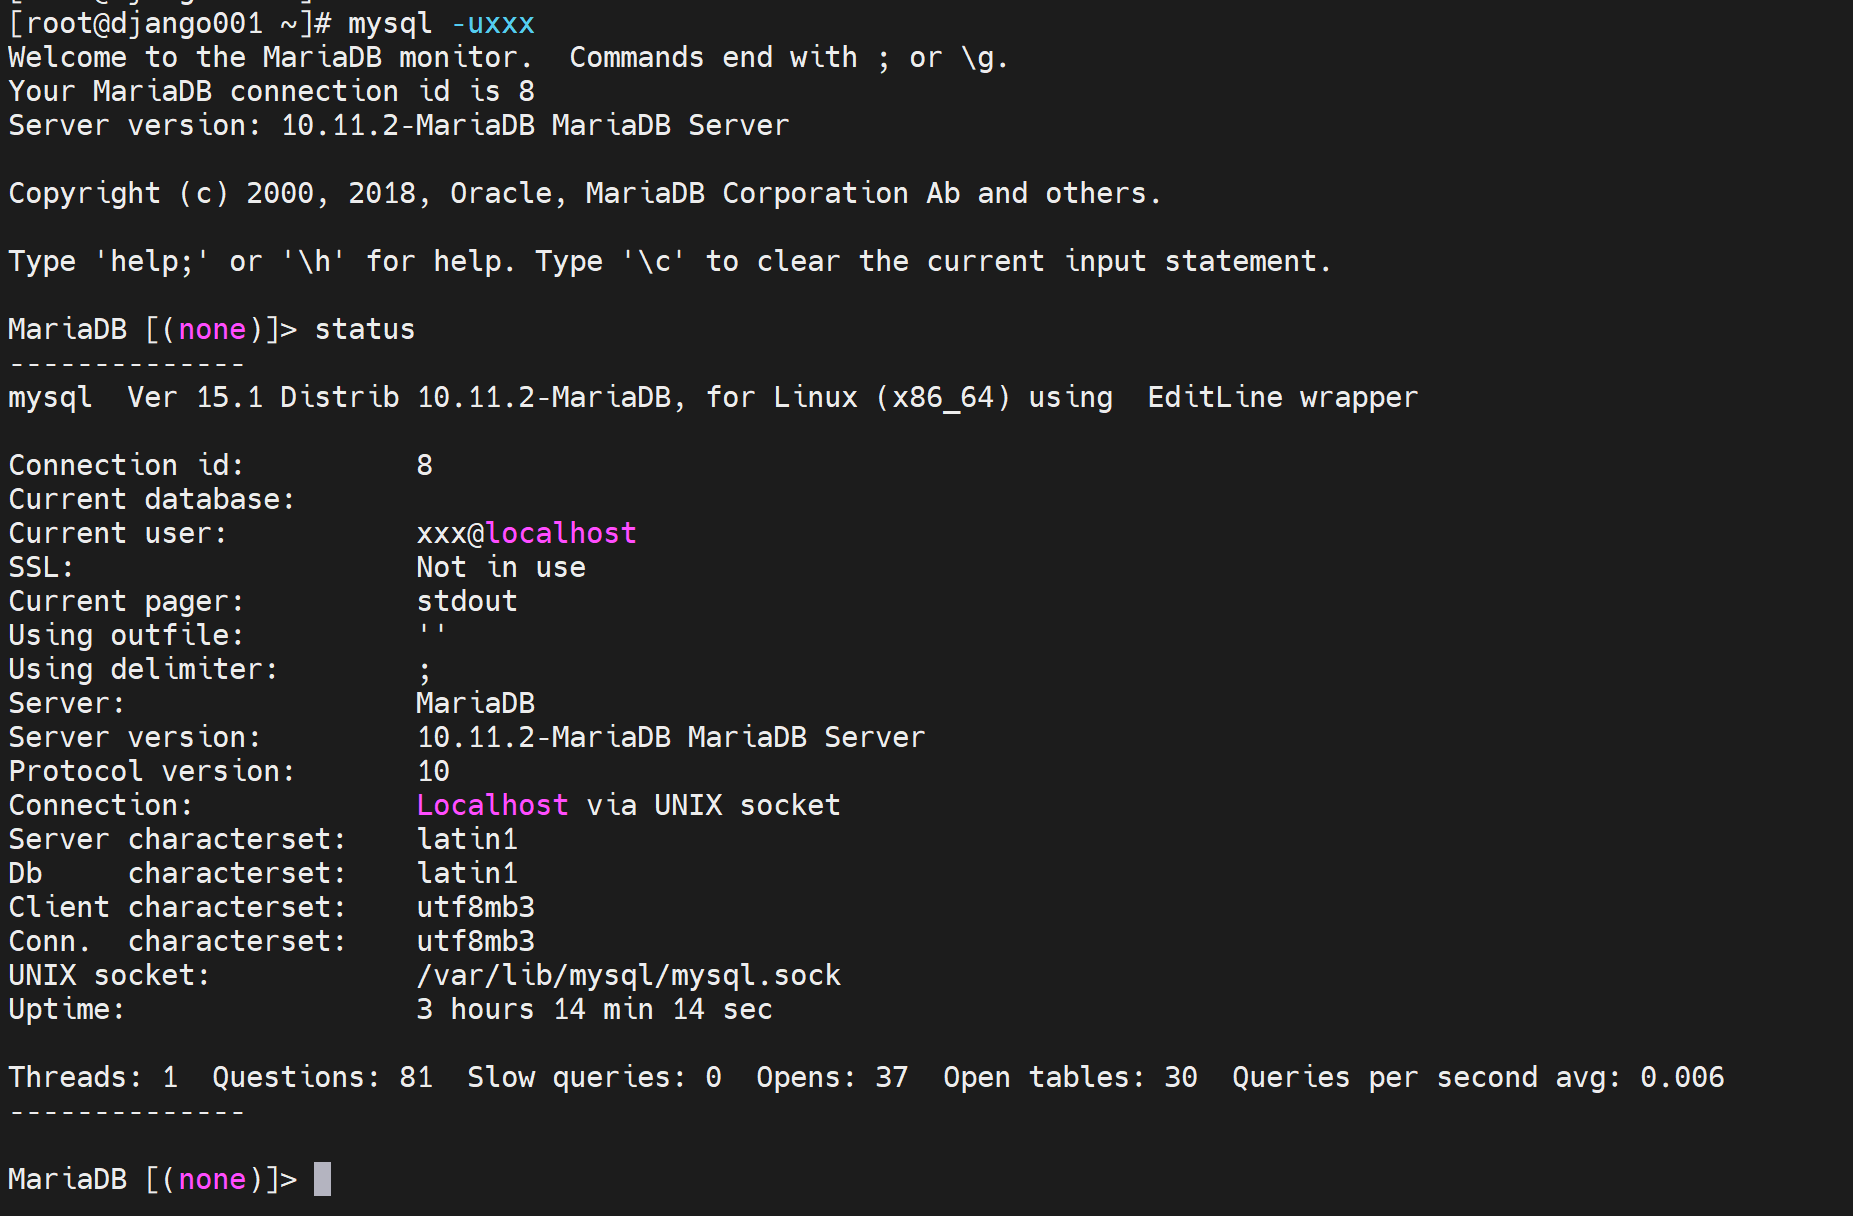 [root@django001 ~]# mysql -uxxx
Welcome to the MariaDB monitor.  Commands end with ; or \g.
Your MariaDB connection id is 8
Server version: 10.11.2-MariaDB MariaDB Server

Copyright (c) 2000, 2018, Oracle, MariaDB Corporation Ab and others.

Type 'help;' or '\h' for help. Type '\c' to clear the current input statement.

MariaDB [(none)]> status
--------------
mysql  Ver 15.1 Distrib 10.11.2-MariaDB, for Linux (x86_64) using  EditLine wrapper

Connection id:          8
Current database:
Current user:           xxx@localhost
SSL:                    Not in use
Current pager:          stdout
Using outfile:          ''
Using delimiter:        ;
Server:                 MariaDB
Server version:         10.11.2-MariaDB MariaDB Server
Protocol version:       10
Connection:             Localhost via UNIX socket
Server characterset:    latin1
Db     characterset:    latin1
Client characterset:    utf8mb3
Conn.  characterset:    utf8mb3
UNIX socket:            /var/lib/mysql/mysql.sock
Uptime:                 3 hours 14 min 14 sec

Threads: 1  Questions: 81  Slow queries: 0  Opens: 37  Open tables: 30  Queries per second avg: 0.006
--------------

MariaDB [(none)]>